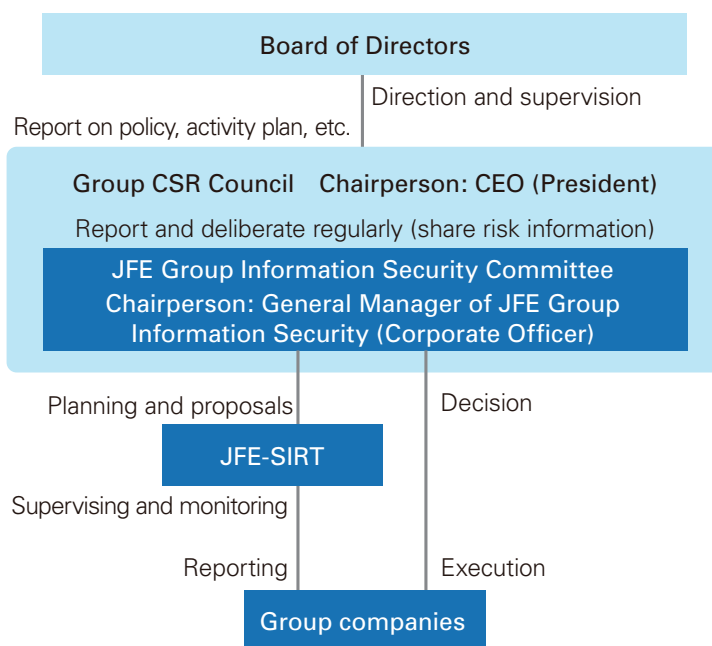 Board of Directors
Direction and supervision
Report on policy, activity plan, etc.
Group CSR Council Chairperson: CEO (President)
Report and deliberate regularly (share risk information)
JFE Group Information Security Committee
Chairperson: General Manager of JFE Group
Information Security (Corporate Officer)
Planning and proposals
Decision
JFE-SIRT
Supervising and monitoring
Reporting
Execution
Group companies